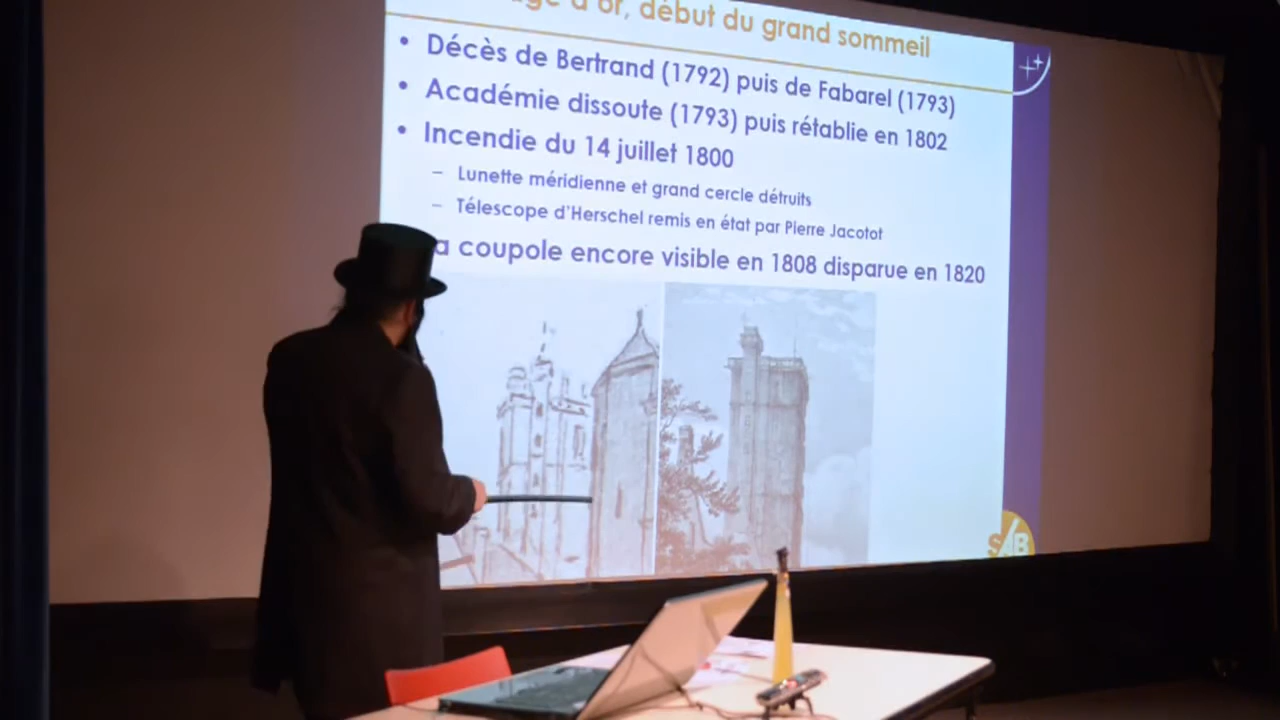 d'or, début du grand sommeil
• Décès de Bertrand (1792) puis de Fabarel (1793)
• Académie dissoute (1793) puis rétablie en 1802
• Incendie du 14 juillet 1800
– Lunette méridienne et grand cercle détruits
– Télescope d'Herschel remis en état par Pierre Jacotot
a coupole encore visible en 1808 disparue en 1820
SAB